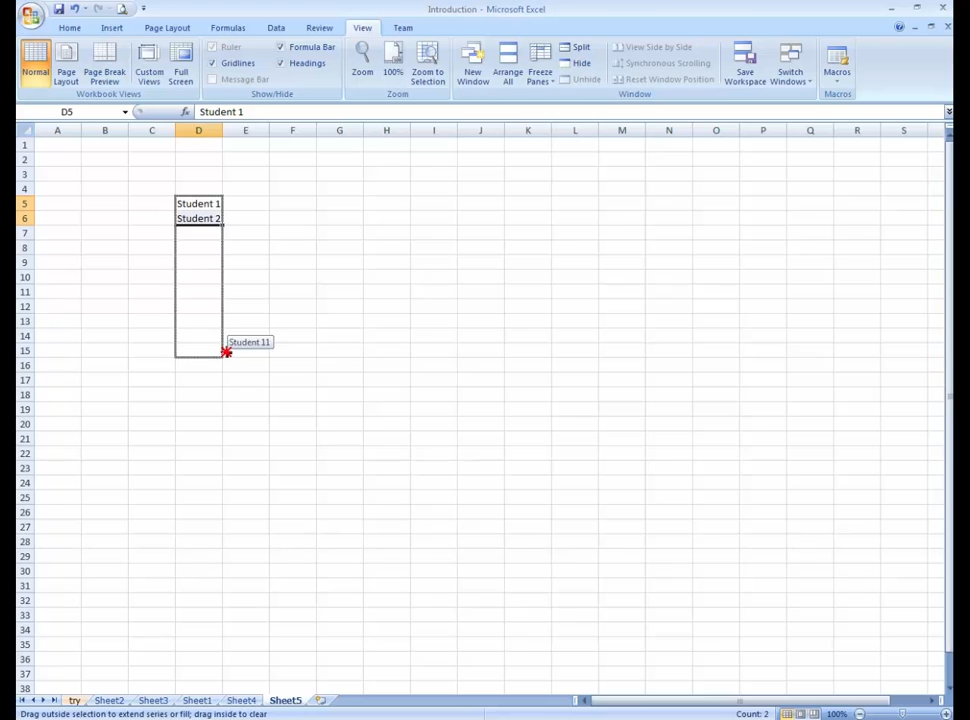 Introduction - Microsoft Excel
Home Insert Page Layout Formulas Data Review View Team
Normal
Page Layout
Page Break Preview
Custom Views
Full Screen
Workbook Views
Ruler
Gridlines
Message Bar
Formula Bar
Headings
Show/Hide
Zoom
100%
Zoom to Selection
Zoom
New Window
Arrange All
Freeze Panes
Split
Hide
Unhide
View Side by Side
Synchronous Scrolling
Reset Window Position
Window
Save Workspace
Switch Windows
Macros
Macros
D5 fx Student 1
A B C D E F G H I J K L M N O P Q R S
1
2
3
4
5 Student 1
6 Student 2
7
8
9
10
11
12
13
14 Student 11
15
16
17
18
19
20
21
22
23
24
25
26
27
28
29
30
31
32
33
34
35
36
37
38
try Sheet2 Sheet3 Sheet1 Sheet4 Sheet5
Drag outside selection to extend series or fill; drag inside to clear Count: 2 100%